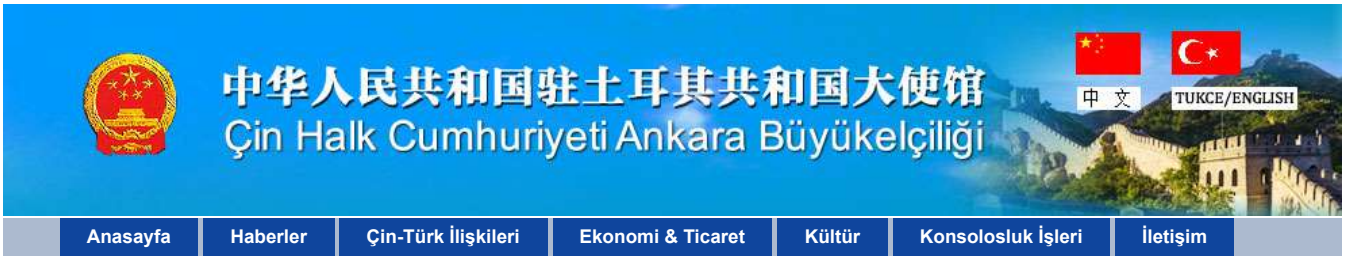 中华人民共和国驻土耳其共和国大使馆
Çin Halk Cumhuriyeti Ankara Büyükelçiliği
中 文
TUKCE/ENGLISH
Anasayfa Haberler Çin-Türk İlişkileri Ekonomi & Ticaret Kültür Konsolosluk İşleri İletişim